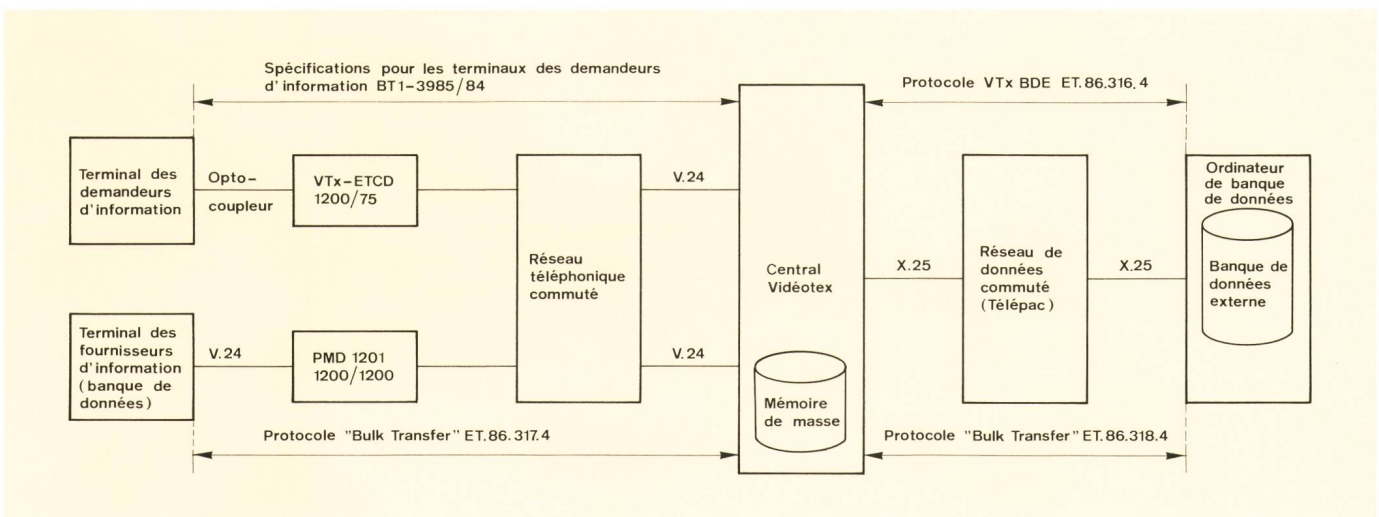 Spécifications pour les terminaux des demandeurs
d'information BT1-3985/84
Protocole VTx BDE ET.86.316.4
Terminal des
demandeurs
d'information
Opto-
coupleur
VTx-ETCD
1200/75
V.24
Réseau
téléphonique
commuté
Central
Vidéotex
X.25
Réseau de
données
commuté
(Télépac)
X.25
Ordinateur
de banque
de données
Banque de
données
externe
Terminal des
fournisseurs
d'information
(banque de
données)
V.24
PMD 1201
1200/1200
V.24
Mémoire
de masse
Protocole "Bulk Transfer" ET.86.317.4
Protocole "Bulk Transfer" ET.86.318.4